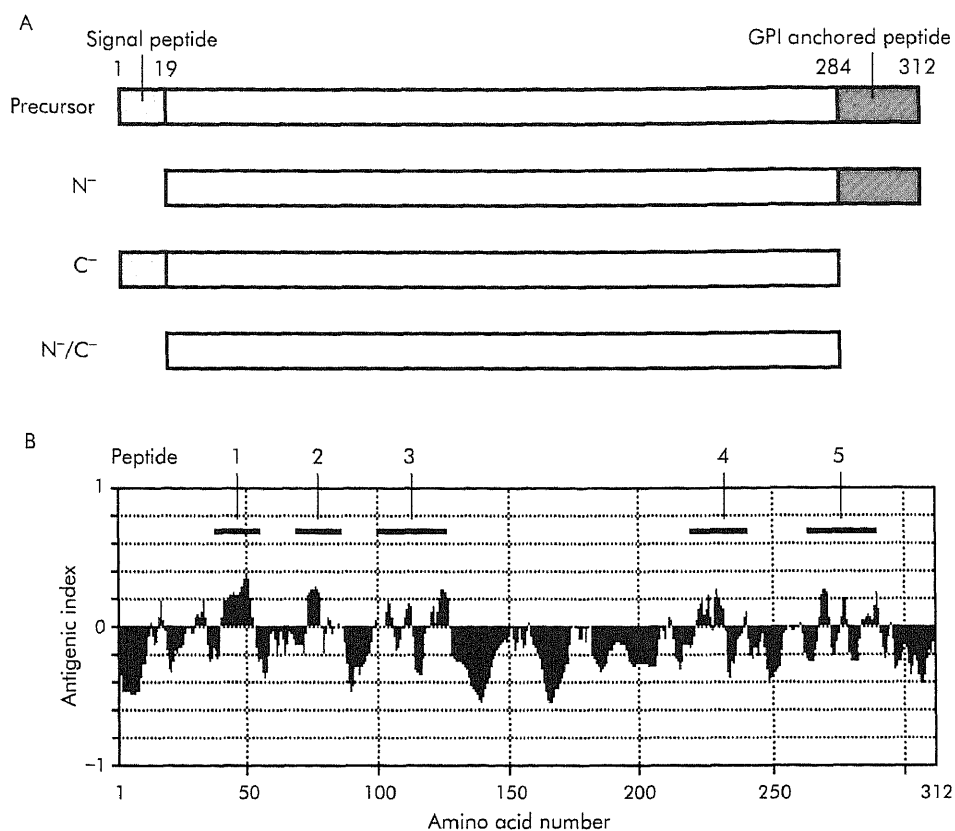 A
Signal peptide
GPI anchored peptide
1 19 284 312
Precursor
N⁻
C⁻
N⁻/C⁻
B
Peptide 1 2 3 4 5
1
0
−1
Antigenic index
1 50 100 150 200 250 312
Amino acid number